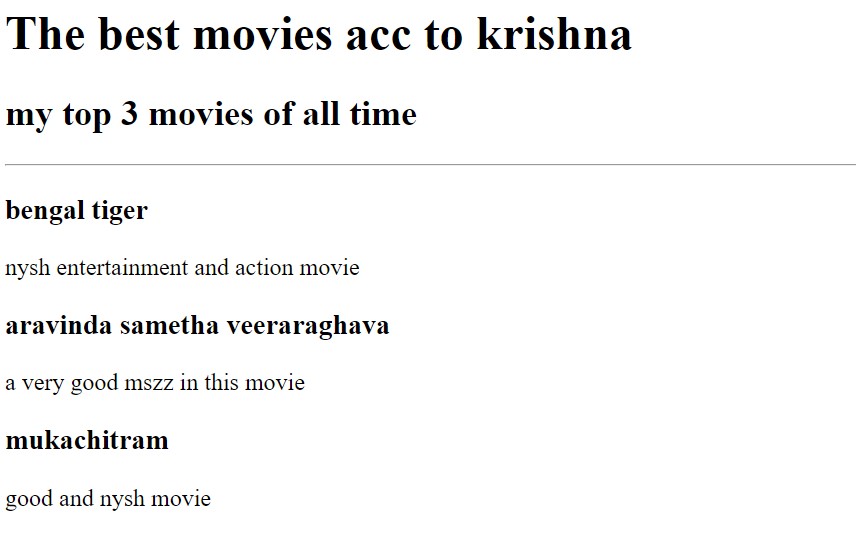 The best movies acc to krishna
my top 3 movies of all time
bengal tiger
nysh entertainment and action movie
aravinda sametha veeraraghava
a very good mszz in this movie
mukachitram
good and nysh movie